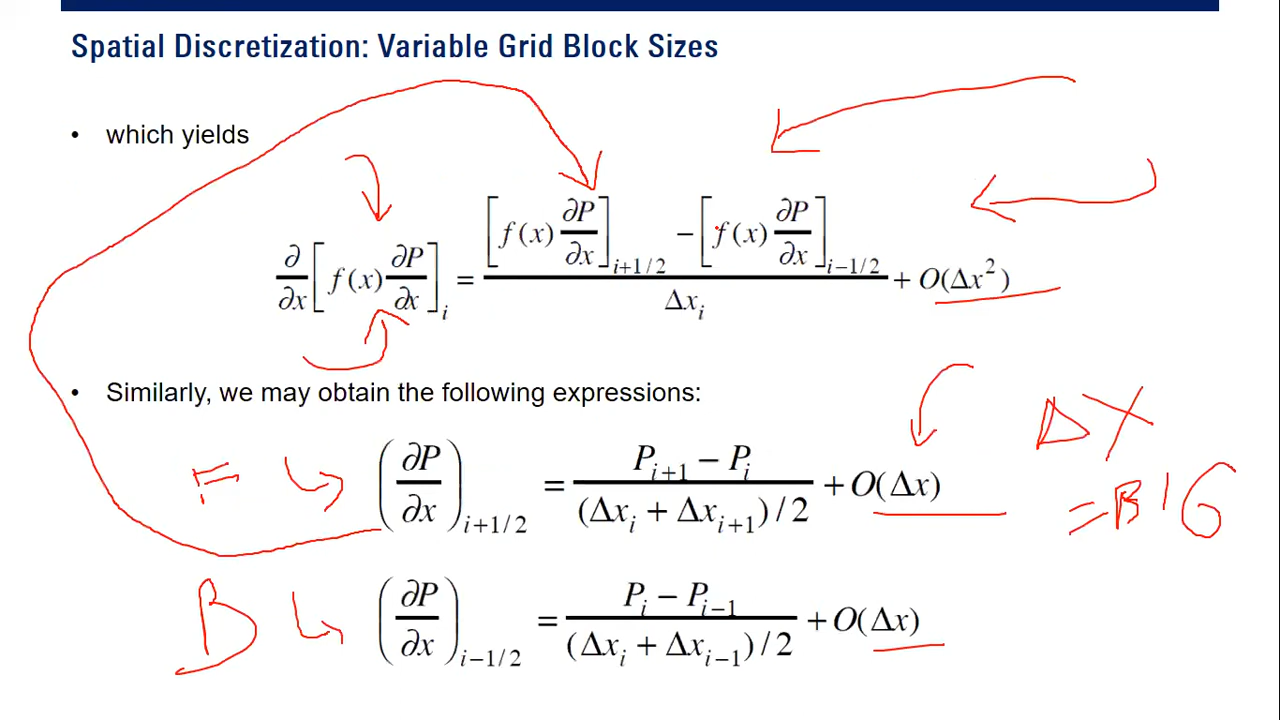 Spatial Discretization: Variable Grid Block Sizes
• which yields
∂/∂x [f(x) ∂P/∂x]_i = ([f(x) ∂P/∂x]_{i+1/2} − [f(x) ∂P/∂x]_{i−1/2}) / Δx_i + O(Δx²)
• Similarly, we may obtain the following expressions:
F (∂P/∂x)_{i+1/2} = (P_{i+1} − P_i) / ((Δx_i + Δx_{i+1}) / 2) + O(Δx)
ΔX
= BIG
B (∂P/∂x)_{i−1/2} = (P_i − P_{i−1}) / ((Δx_i + Δx_{i−1}) / 2) + O(Δx)